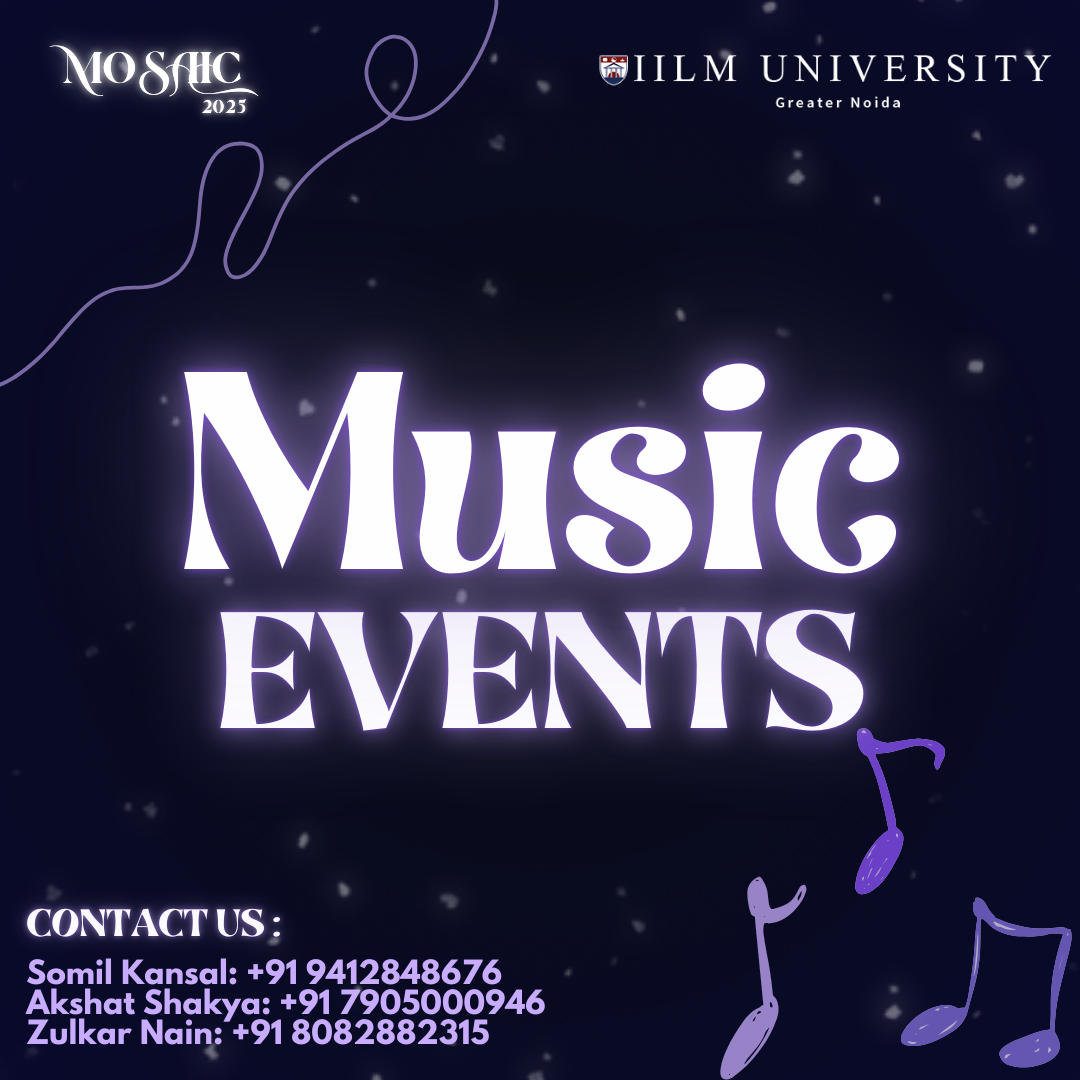 MOSAIC
2025
IILM UNIVERSITY
Greater Noida
Music
EVENTS
CONTACT US :
Somil Kansal: +91 9412848676
Akshat Shakya: +91 7905000946
Zulkar Nain: +91 8082882315